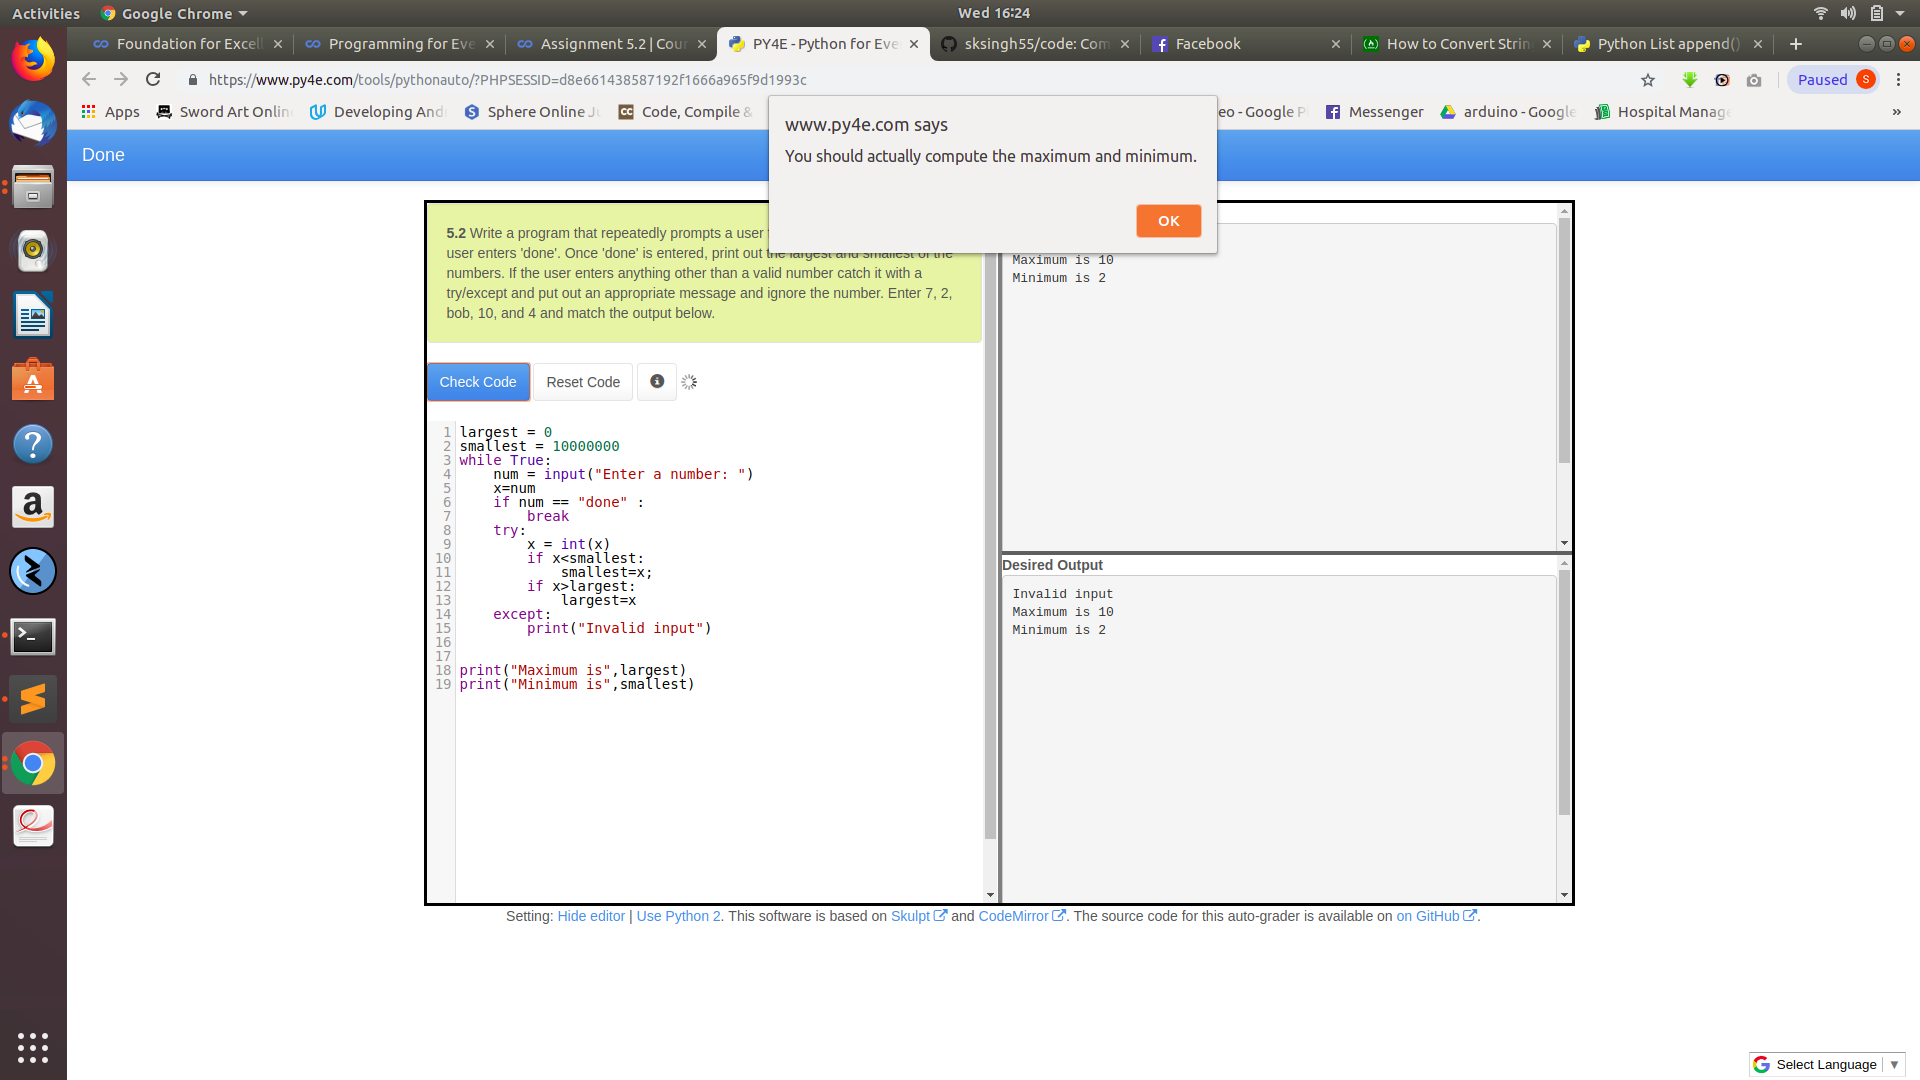 Activities
Google Chrome
Wed 16:24
Foundation for Excell
Programming for Eve
Assignment 5.2 | Cour
PY4E - Python for Eve
sksingh55/code: Com
Facebook
How to Convert Strin
Python List append()
https://www.py4e.com/tools/pythonauto/?PHPSESSID=d8e661438587192f1666a965f9d1993c
Paused S
Apps
Sword Art Onlin
Developing And
Sphere Online Ju
Code, Compile &
eo - Google P
Messenger
arduino - Google
Hospital Manage
»
Done
www.py4e.com says
You should actually compute the maximum and minimum.
OK
5.2 Write a program that repeatedly prompts a user
user enters 'done'. Once 'done' is entered, print out the largest and smallest of the
numbers. If the user enters anything other than a valid number catch it with a
try/except and put out an appropriate message and ignore the number. Enter 7, 2,
bob, 10, and 4 and match the output below.
Check Code
Reset Code
1 largest = 0
2 smallest = 10000000
3 while True:
4 num = input("Enter a number: ")
5 x=num
6 if num == "done" :
7 break
8 try:
9 x = int(x)
10 if x<smallest:
11 smallest=x;
12 if x>largest:
13 largest=x
14 except:
15 print("Invalid input")
16
17
18 print("Maximum is",largest)
19 print("Minimum is",smallest)
Maximum is 10
Minimum is 2
Desired Output
Invalid input
Maximum is 10
Minimum is 2
Setting: Hide editor | Use Python 2. This software is based on Skulpt and CodeMirror. The source code for this auto-grader is available on on GitHub.
Select Language ▼